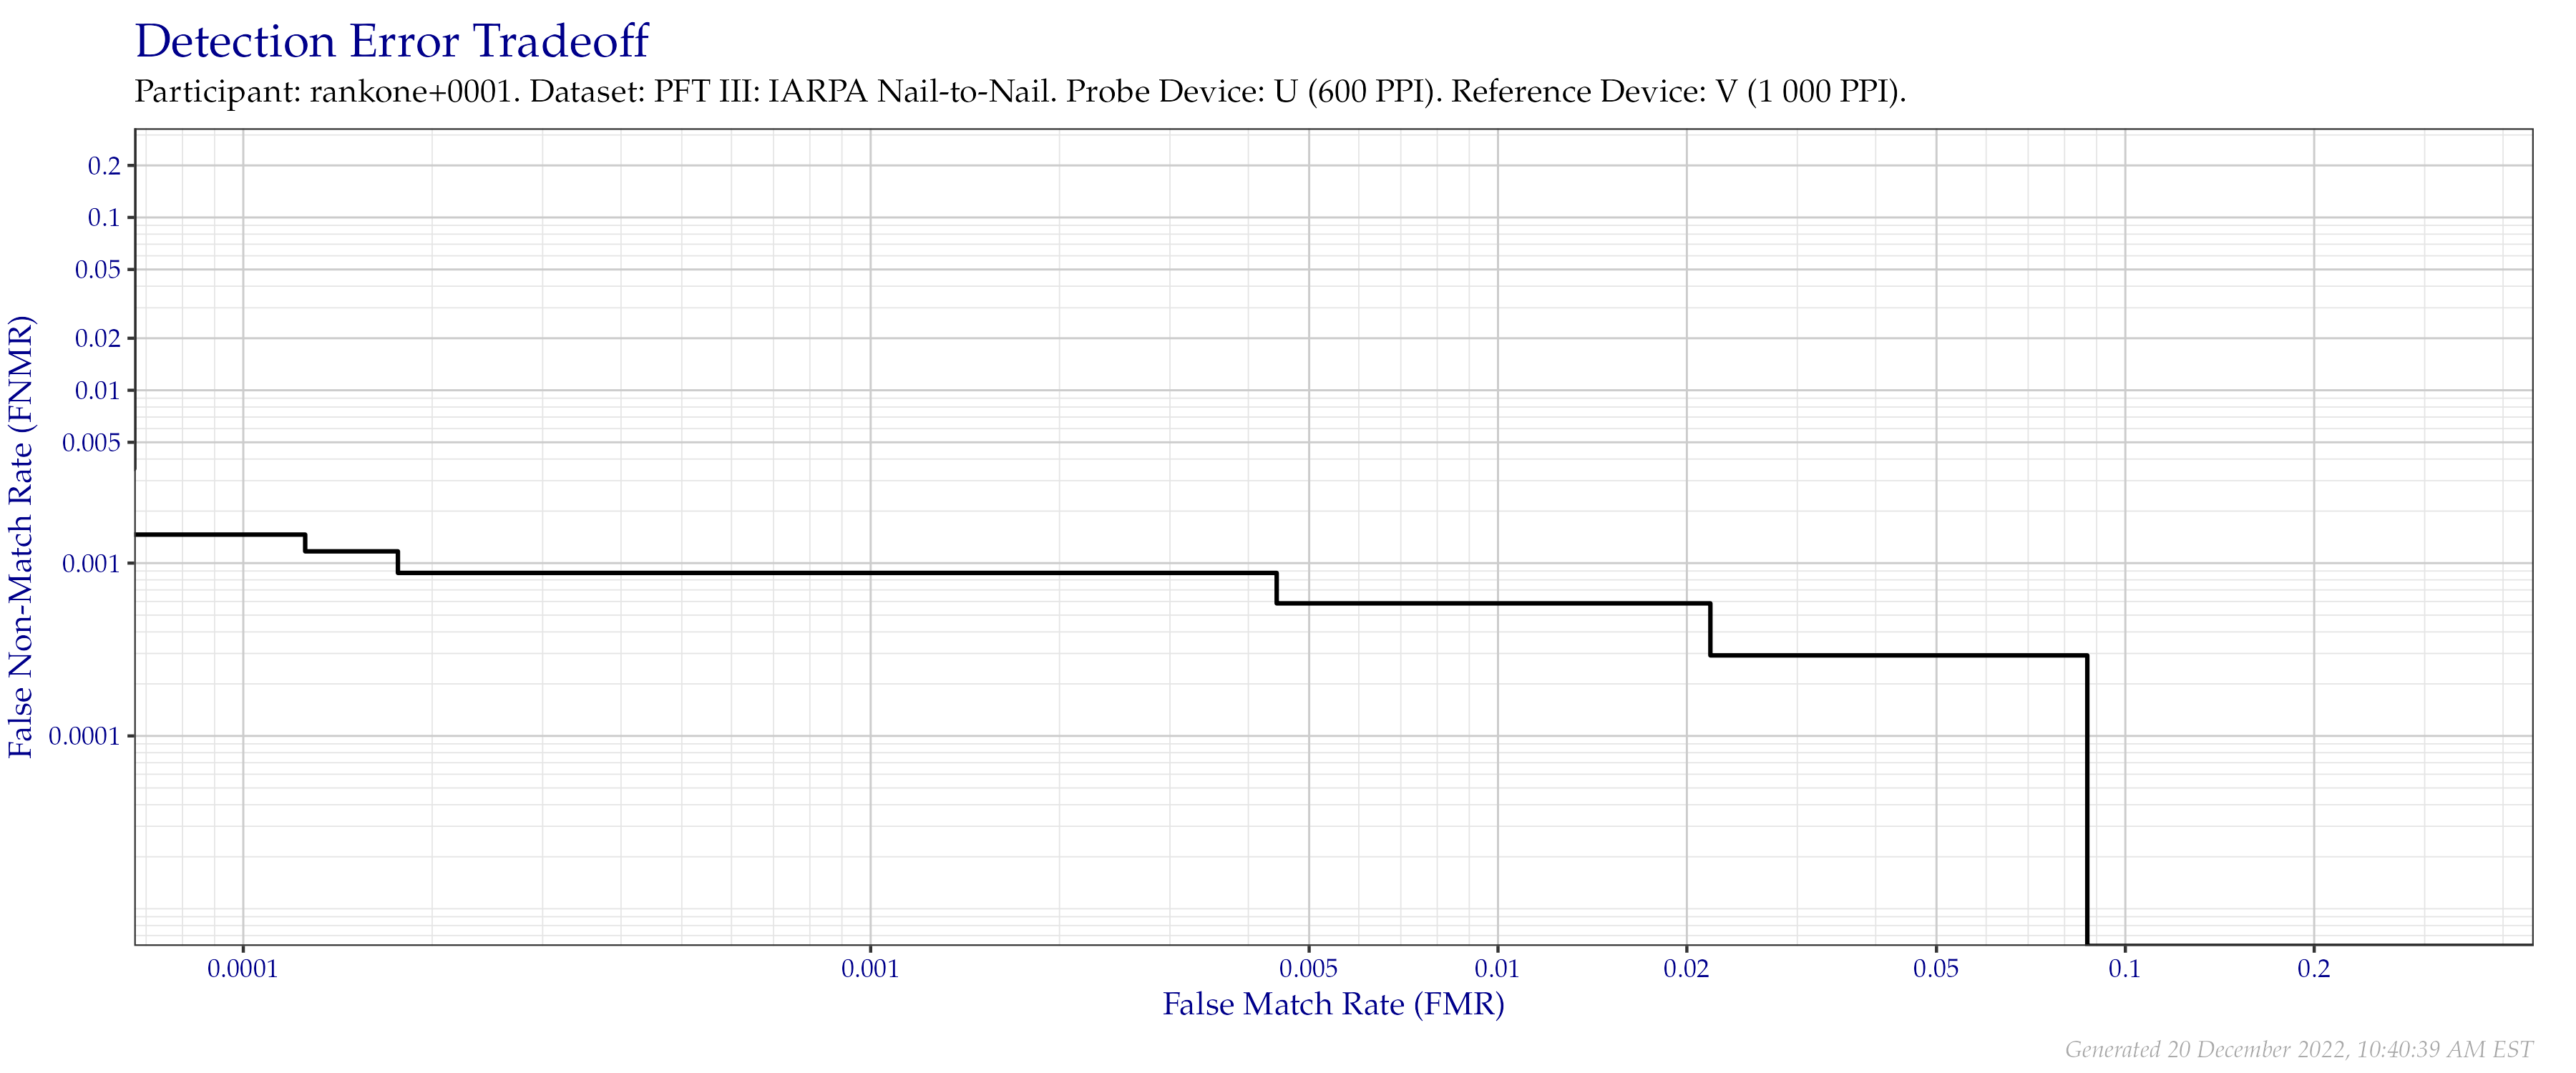 Detection Error Tradeoff
Participant: rankone+0001. Dataset: PFT III: IARPA Nail-to-Nail. Probe Device: U (600 PPI). Reference Device: V (1 000 PPI).
False Non-Match Rate (FNMR)
0.2
0.1
0.05
0.02
0.01
0.005
0.001
0.0001
0.0001 0.001 0.005 0.01 0.02 0.05 0.1 0.2
False Match Rate (FMR)
Generated 20 December 2022, 10:40:39 AM EST